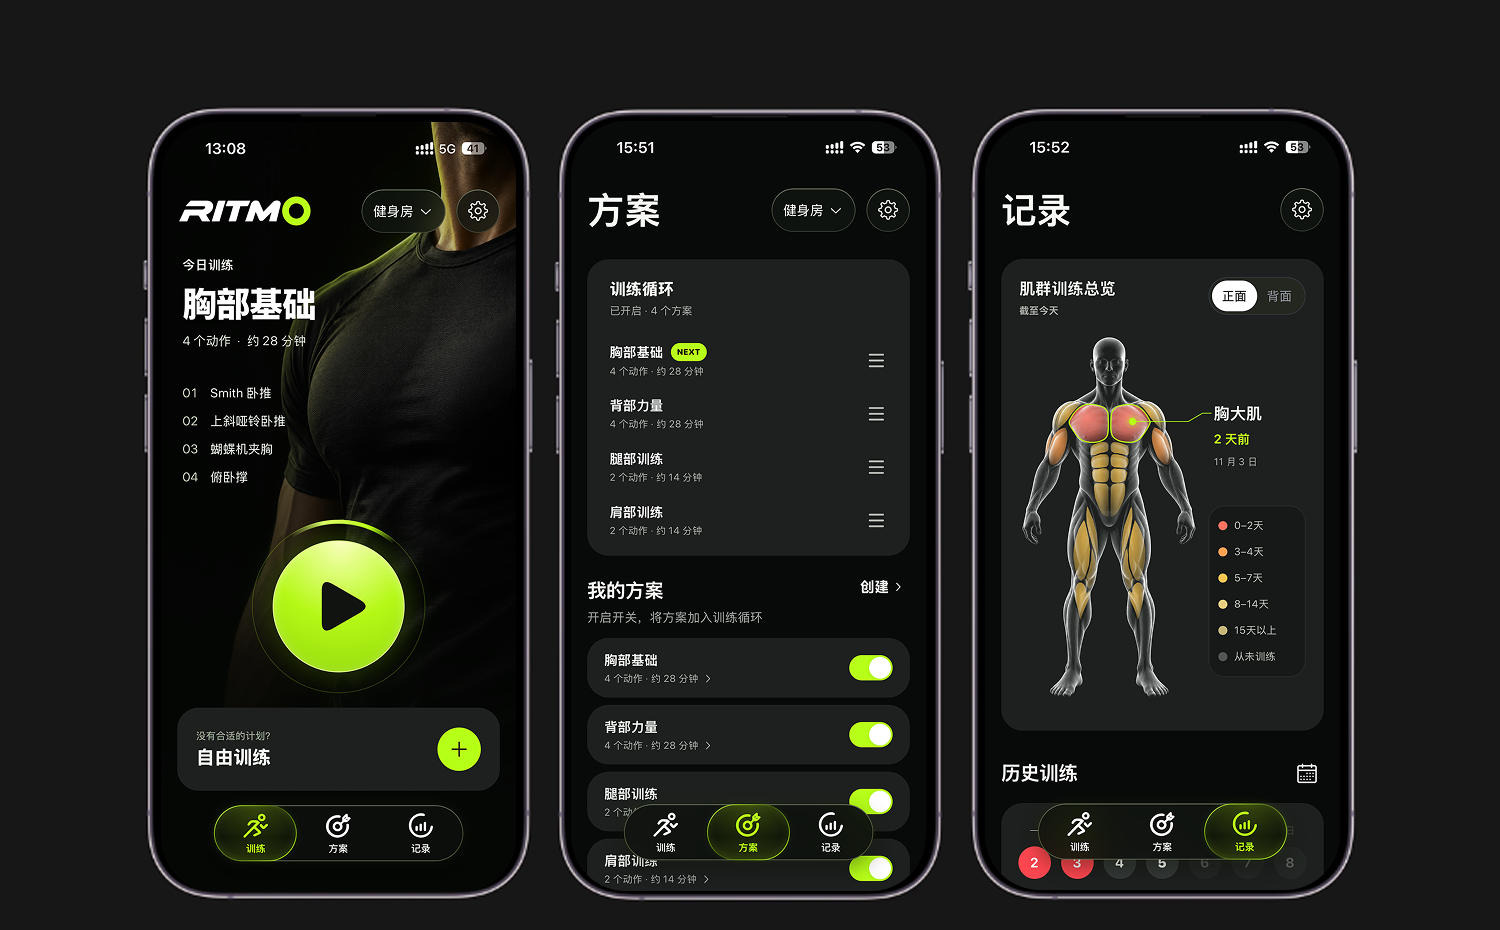 13:08
5G 41
RITMO
健身房
今日训练
胸部基础
4 个动作 · 约 28 分钟
01 Smith 卧推
02 上斜哑铃卧推
03 蝴蝶机夹胸
04 俯卧撑
没有合适的计划?
自由训练
训练
方案
记录
15:51
53
方案
健身房
训练循环
已开启 · 4 个方案
胸部基础 NEXT
4 个动作 · 约 28 分钟
背部力量
4 个动作 · 约 28 分钟
腿部训练
2 个动作 · 约 14 分钟
肩部训练
2 个动作 · 约 14 分钟
我的方案
创建
开启开关，将方案加入训练循环
胸部基础
4 个动作 · 约 28 分钟
背部力量
4 个动作 · 约 28 分钟
腿部训练
2 个动
肩部训练
2 个动作 · 约 14 分钟
训练
方案
记录
15:52
53
记录
肌群训练总览
截至今天
正面
背面
胸大肌
2 天前
11 月 3 日
0–2天
3–4天
5–7天
8–14天
15天以上
从未训练
历史训练
一
日
2 3 4 5 6 7 8
训练
方案
记录